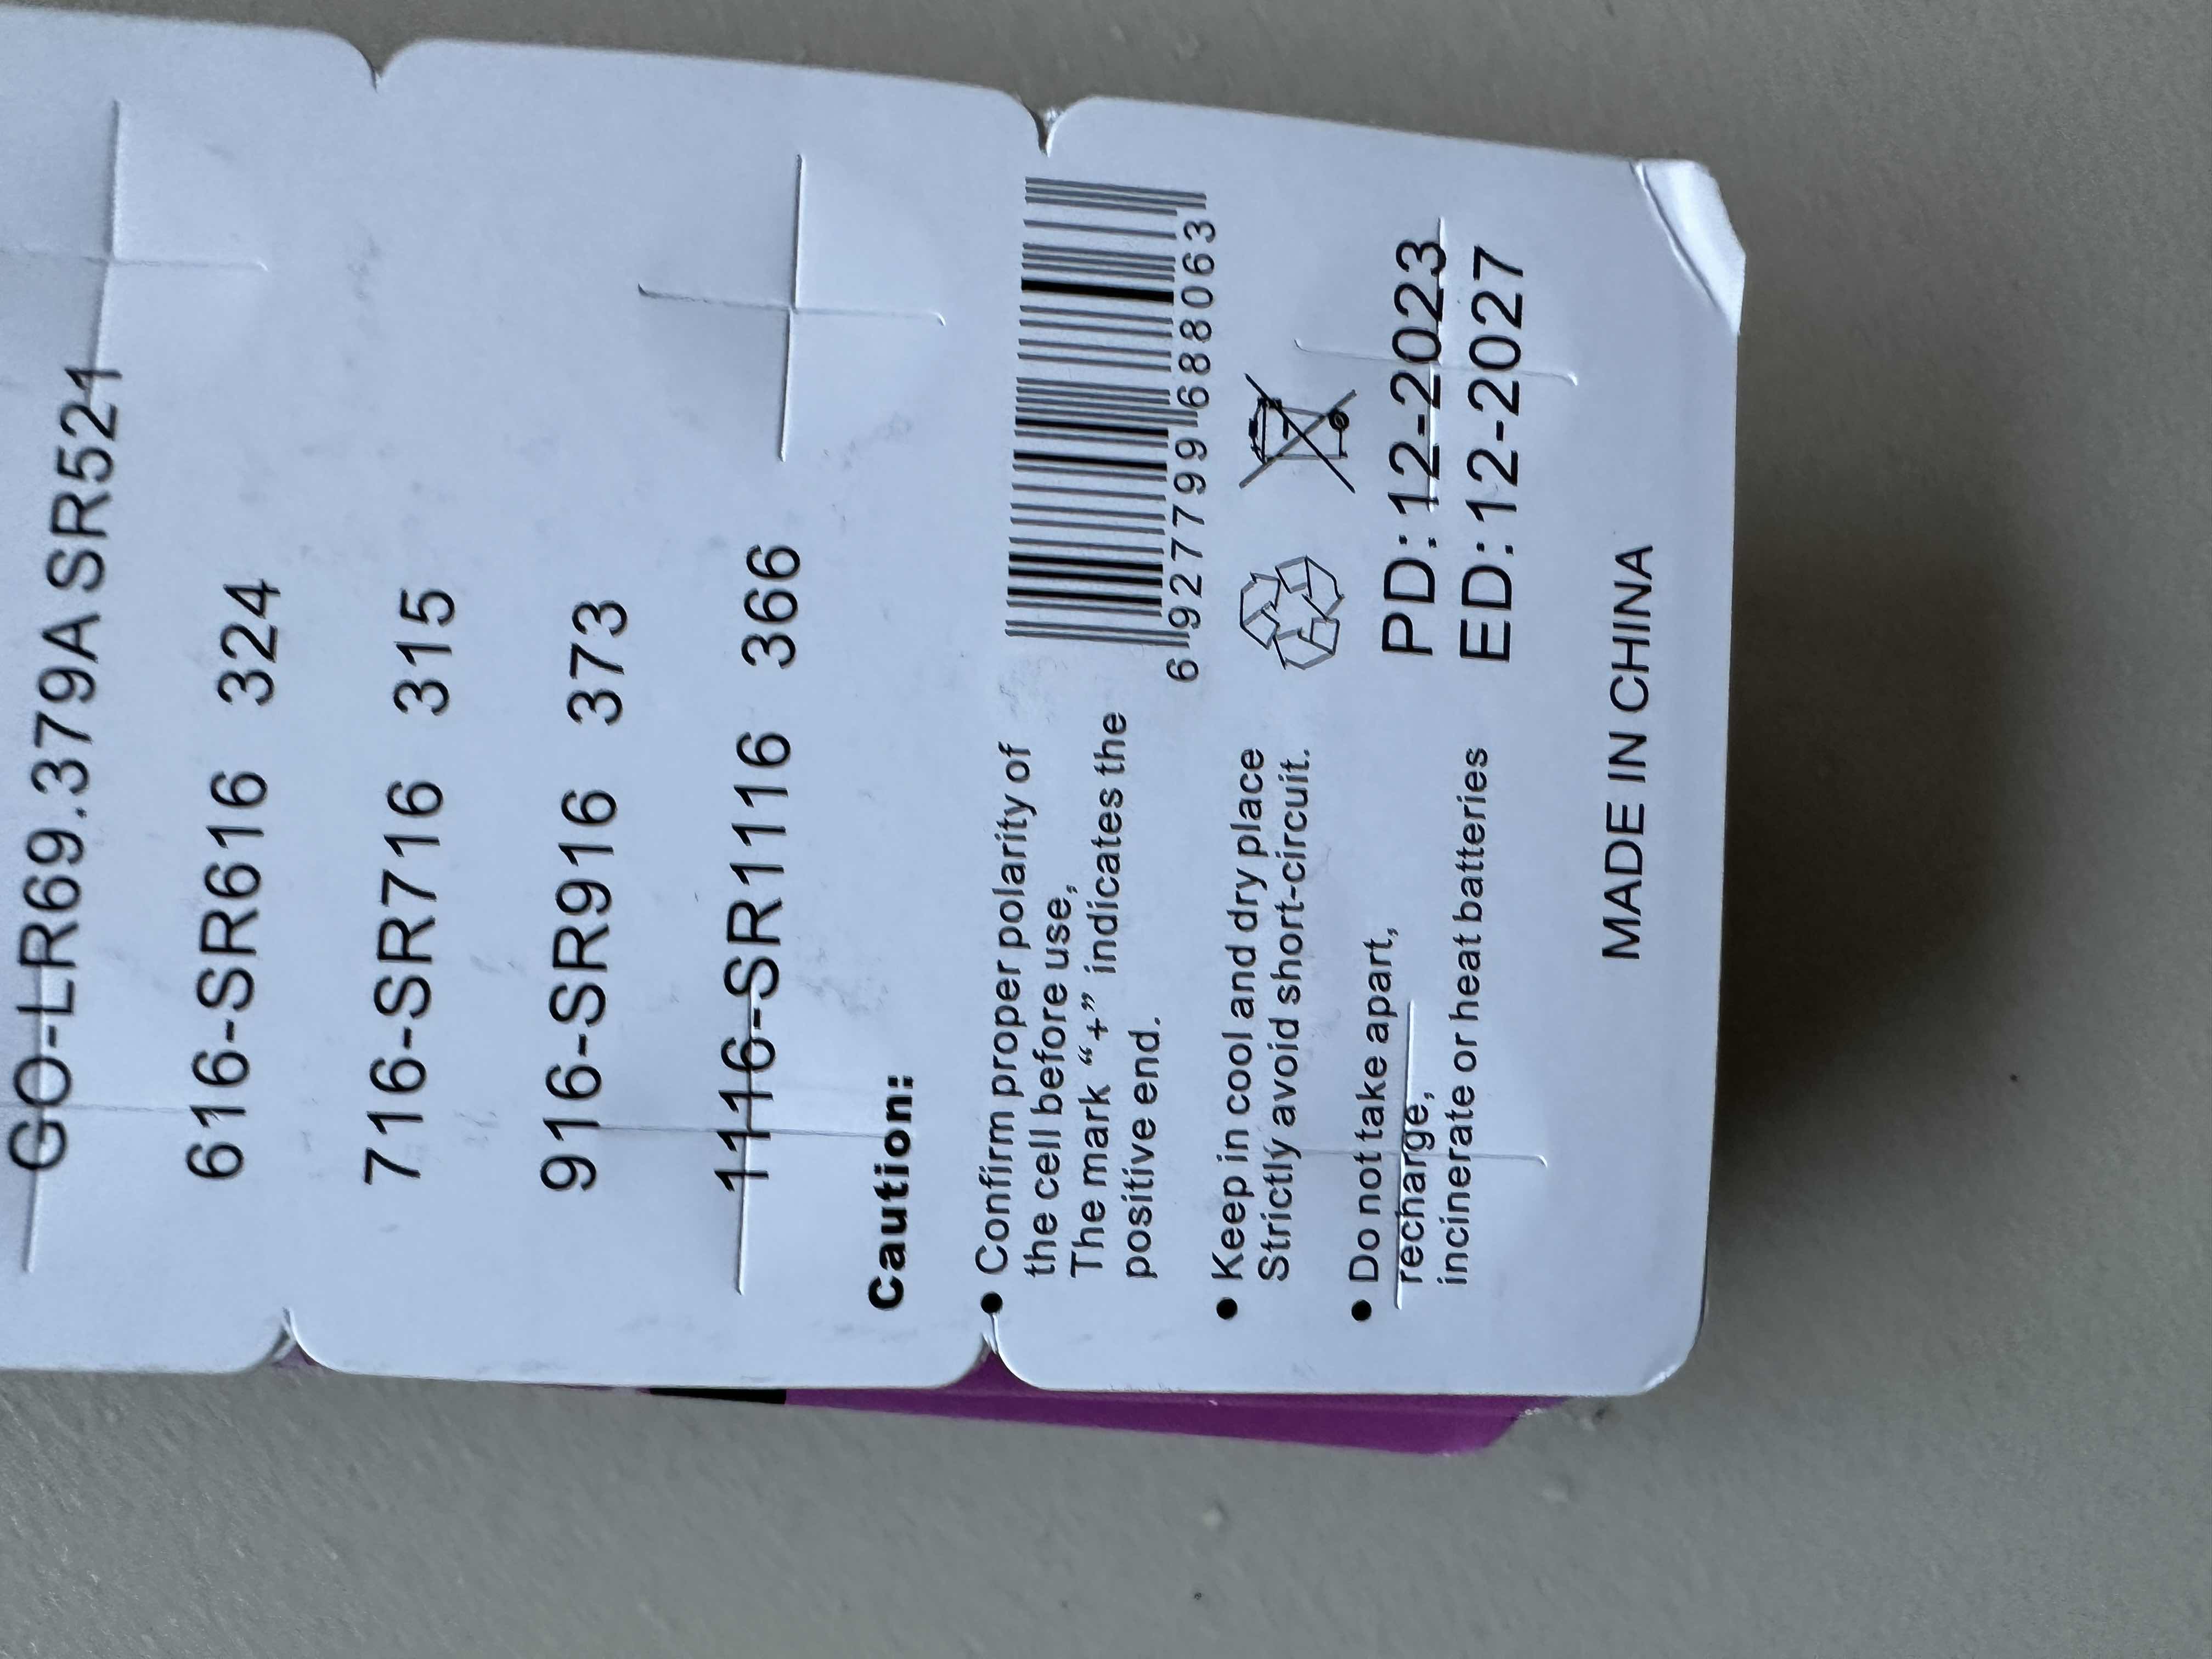 GO-LR69.379A SR521
616-SR616 324
716-SR716 315
916-SR916 373
1116-SR1116 366
Caution:
● Confirm proper polarity of
the cell before use,
The mark “+” indicates the
positive end.
● Keep in cool and dry place
Strictly avoid short-circuit.
● Do not take apart,
recharge,
incinerate or heat batteries
6 927799 688063
PD:12-2023
ED:12-2027
MADE IN CHINA